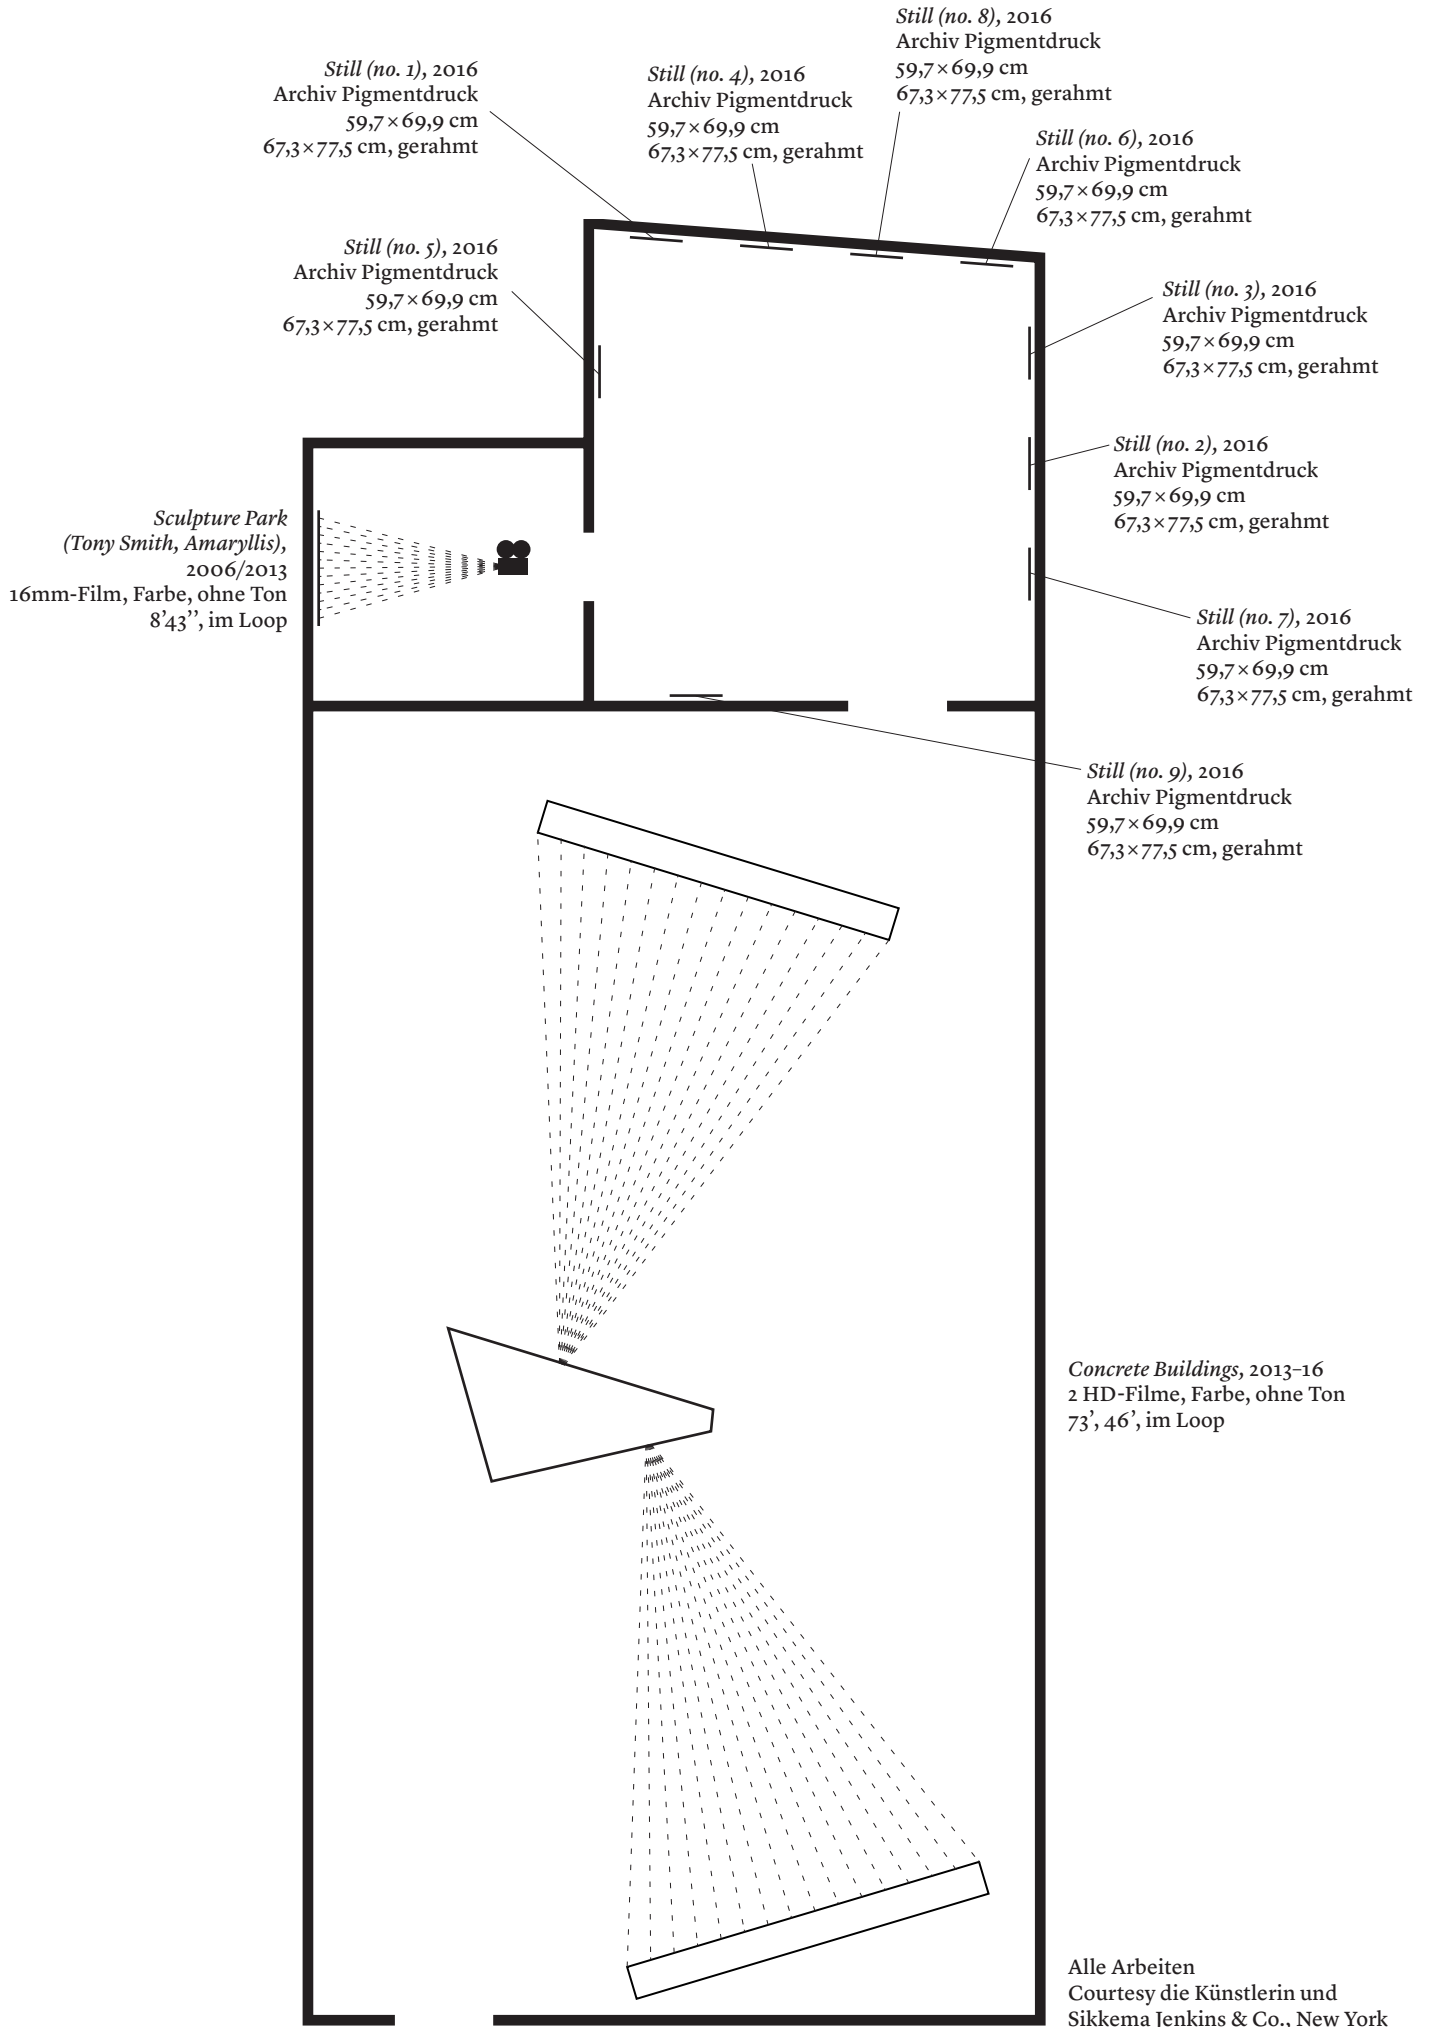 Still (no. 8), 2016
Archiv Pigmentdruck
59,7 × 69,9 cm
67,3 × 77,5 cm, gerahmt
Still (no. 1), 2016
Archiv Pigmentdruck
59,7 × 69,9 cm
67,3 × 77,5 cm, gerahmt
Still (no. 4), 2016
Archiv Pigmentdruck
59,7 × 69,9 cm
67,3 × 77,5 cm, gerahmt
Still (no. 6), 2016
Archiv Pigmentdruck
59,7 × 69,9 cm
67,3 × 77,5 cm, gerahmt
Still (no. 5), 2016
Archiv Pigmentdruck
59,7 × 69,9 cm
67,3 × 77,5 cm, gerahmt
Still (no. 3), 2016
Archiv Pigmentdruck
59,7 × 69,9 cm
67,3 × 77,5 cm, gerahmt
Still (no. 2), 2016
Archiv Pigmentdruck
59,7 × 69,9 cm
67,3 × 77,5 cm, gerahmt
Sculpture Park
(Tony Smith, Amaryllis),
2006/2013
16mm-Film, Farbe, ohne Ton
8’43’’, im Loop
Still (no. 7), 2016
Archiv Pigmentdruck
59,7 × 69,9 cm
67,3 × 77,5 cm, gerahmt
Still (no. 9), 2016
Archiv Pigmentdruck
59,7 × 69,9 cm
67,3 × 77,5 cm, gerahmt
Concrete Buildings, 2013–16
2 HD-Filme, Farbe, ohne Ton
73’, 46’, im Loop
Alle Arbeiten
Courtesy die Künstlerin und
Sikkema Jenkins & Co., New York